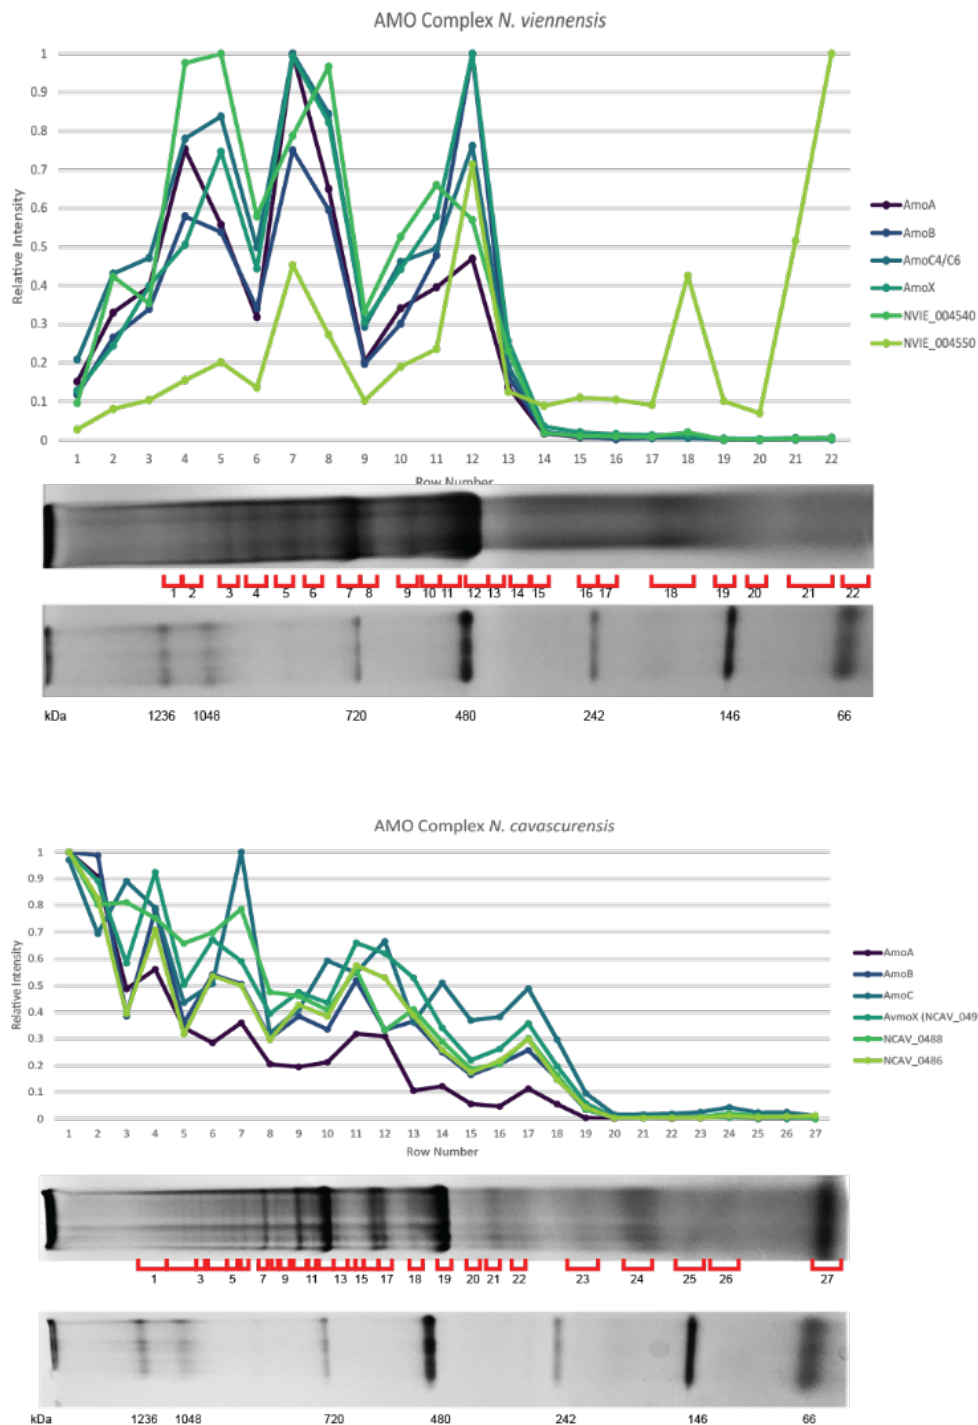 AMO Complex N. viennensis
1
0.9
0.8
0.7
0.6
0.5
0.4
0.3
0.2
0.1
0
Relative Intensity
1 2 3 4 5 6 7 8 9 10 11 12 13 14 15 16 17 18 19 20 21 22
Row Number
AmoA
AmoB
AmoC4/C6
AmoX
NVIE_004540
NVIE_004550
1 2 3 4 5 6 7 8 9 10 11 12 13 14 15 16 17 18 19 20 21 22
kDa 1236 1048 720 480 242 146 66
AMO Complex N. cavascurensis
1
0.9
0.8
0.7
0.6
0.5
0.4
0.3
0.2
0.1
0
Relative Intensity
1 2 3 4 5 6 7 8 9 10 11 12 13 14 15 16 17 18 19 20 21 22 23 24 25 26 27
Row Number
AmoA
AmoB
AmoC
AvmoX (NCAV_049
NCAV_0488
NCAV_0486
1 3 5 7 9 11 13 15 17 18 19 20 21 22 23 24 25 26 27
kDa 1236 1048 720 480 242 146 66